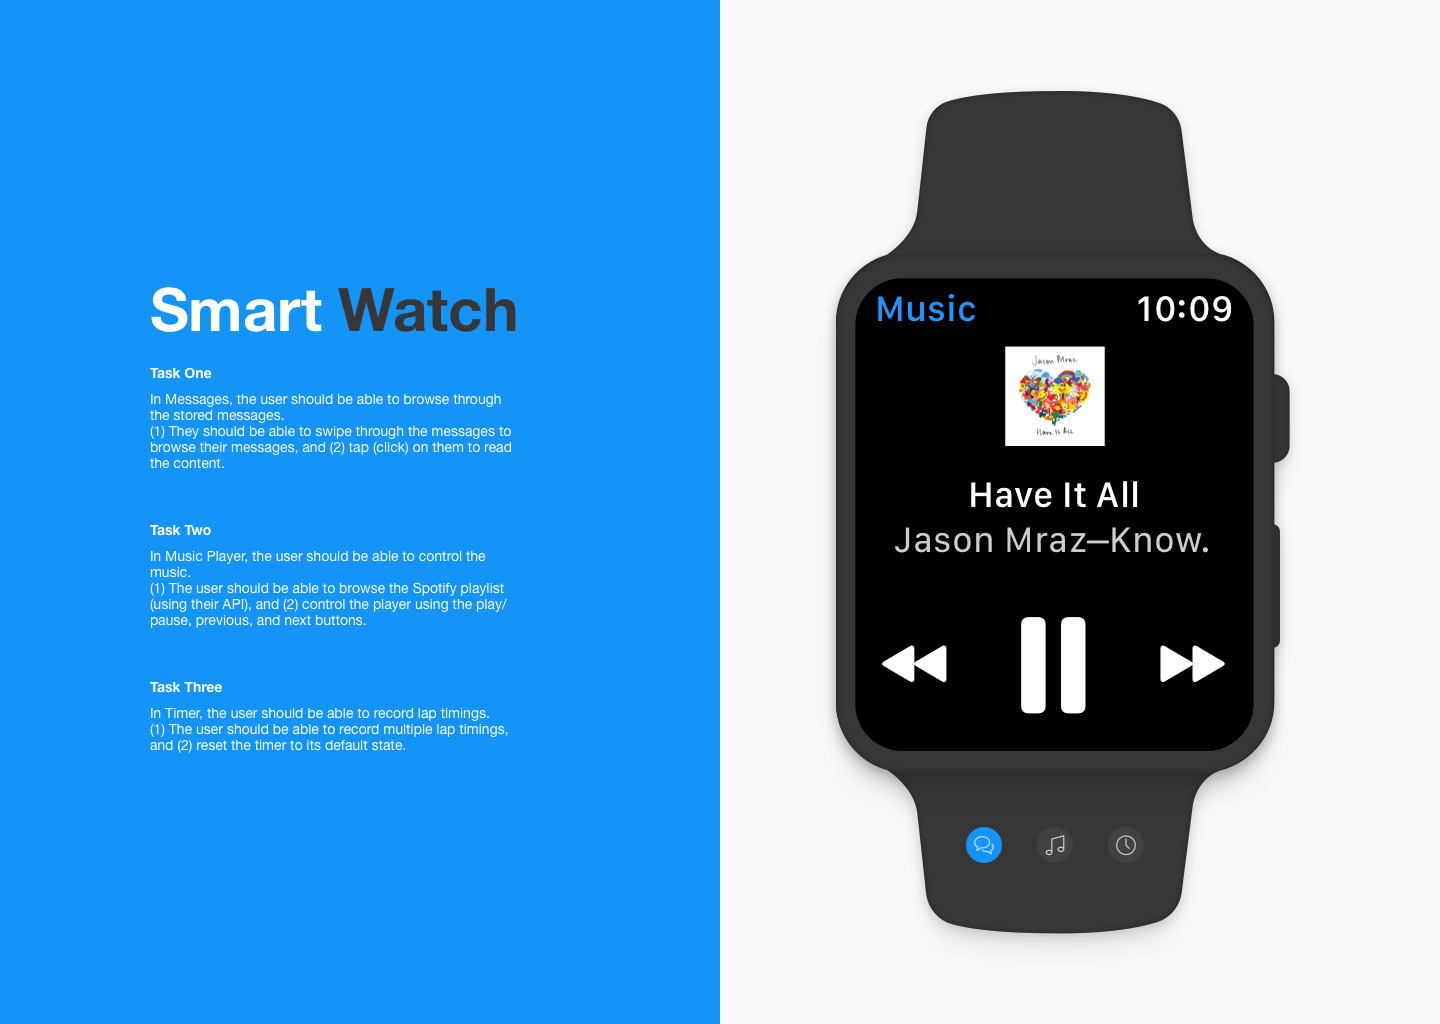 Smart Watch
Task One
In Messages, the user should be able to browse through
the stored messages.
(1) They should be able to swipe through the messages to
browse their messages, and (2) tap (click) on them to read
the content.
Task Two
In Music Player, the user should be able to control the
music.
(1) The user should be able to browse the Spotify playlist
(using their API), and (2) control the player using the play/
pause, previous, and next buttons.
Task Three
In Timer, the user should be able to record lap timings.
(1) The user should be able to record multiple lap timings,
and (2) reset the timer to its default state.
Music 10:09
Jason Mraz
Have It All
Have It All
Jason Mraz—Know.